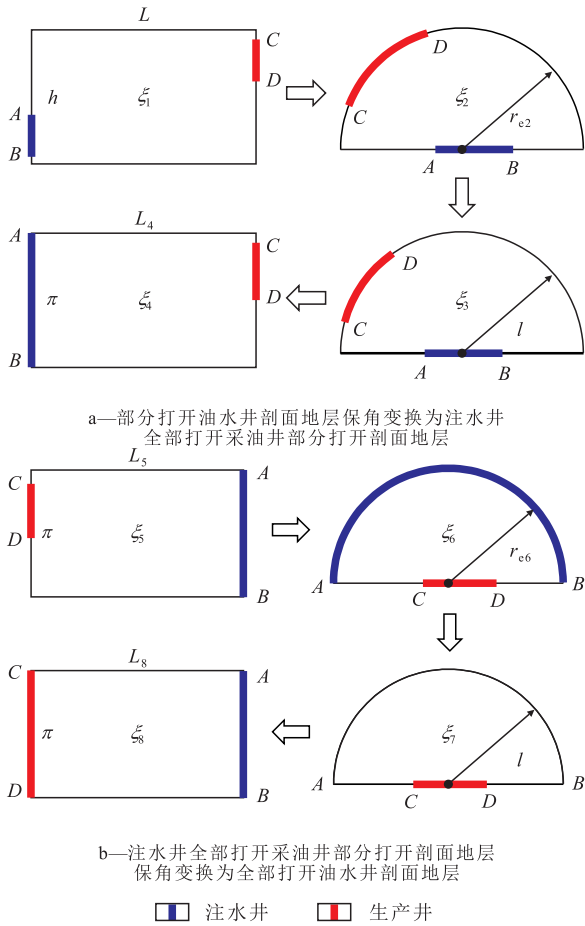 L
A
B
h
ξ₁
C
D
C
D
ξ₂
rₑ₂
A
B
L₄
A
B
π
ξ₄
C
D
C
D
ξ₃
l
A
B
a—部分打开油水井剖面地层保角变换为注水井
全部打开采油井部分打开剖面地层
L₅
C
D
π
ξ₅
A
B
ξ₆
rₑ₆
A
C
D
B
L₈
C
D
π
ξ₈
A
B
ξ₇
l
A
C
D
B
b—注水井全部打开采油井部分打开剖面地层
保角变换为全部打开油水井剖面地层
注水井 生产井